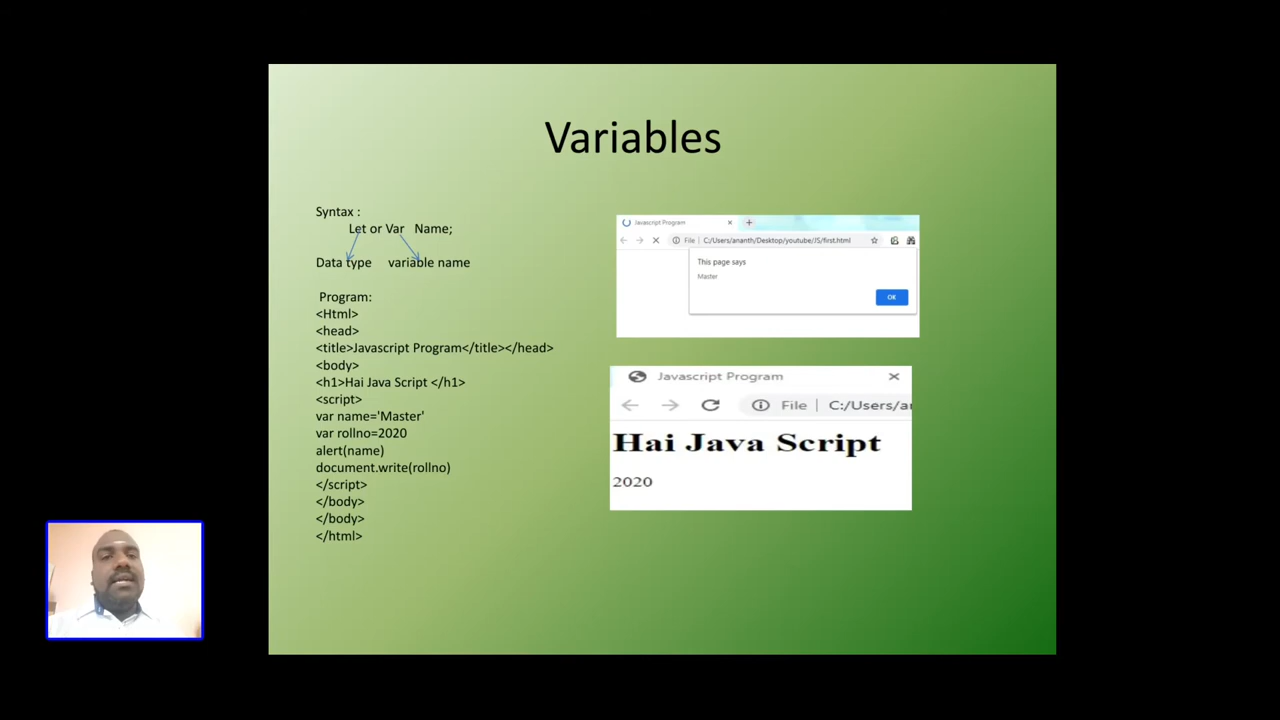 Variables
Syntax :
Let or Var Name;
Data type variable name
Program:
<Html>
<head>
<title>Javascript Program</title></head>
<body>
<h1>Hai Java Script </h1>
<script>
var name='Master'
var rollno=2020
alert(name)
document.write(rollno)
</script>
</body>
</body>
</html>
Javascript Program
File | C:/Users/ananth/Desktop/youtube/JS/first.html
This page says
Master
OK
Javascript Program
File | C:/Users/
Hai Java Script
2020